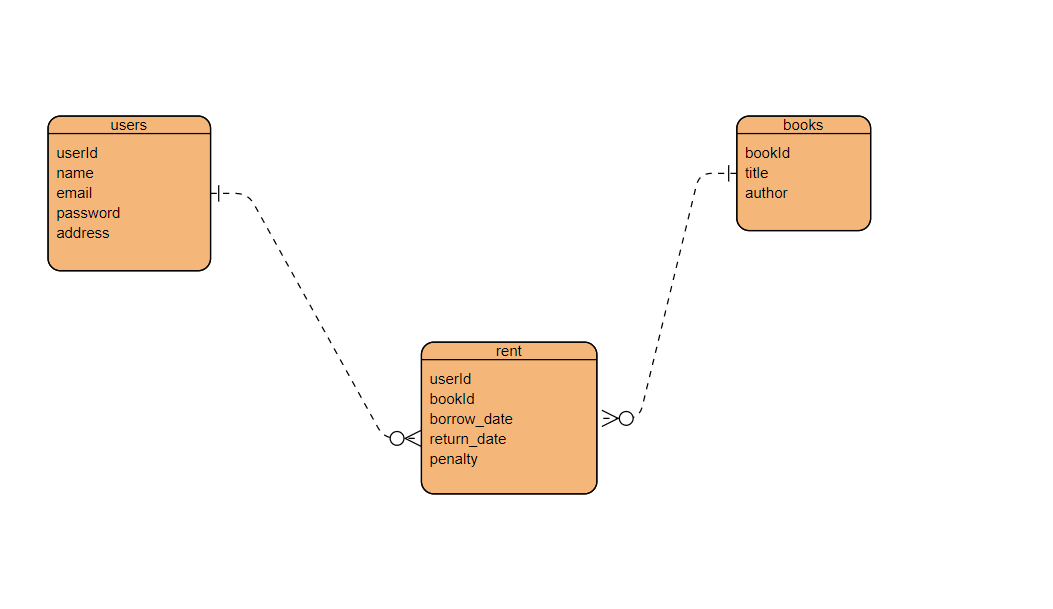 users
userId
name
email
password
address
books
bookId
title
author
rent
userId
bookId
borrow_date
return_date
penalty